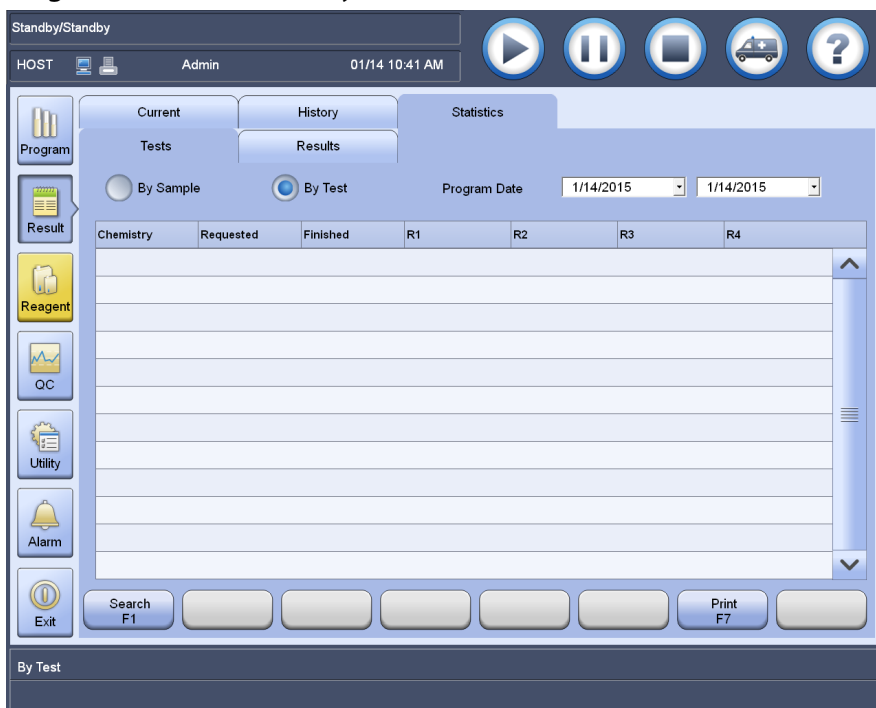 Standby/Standby
HOST Admin 01/14 10:41 AM
?
Program
Result
Reagent
QC
Utility
Alarm
Exit
Current History Statistics
Tests Results
By Sample By Test Program Date 1/14/2015 1/14/2015
Chemistry Requested Finished R1 R2 R3 R4
Search
F1
Print
F7
By Test